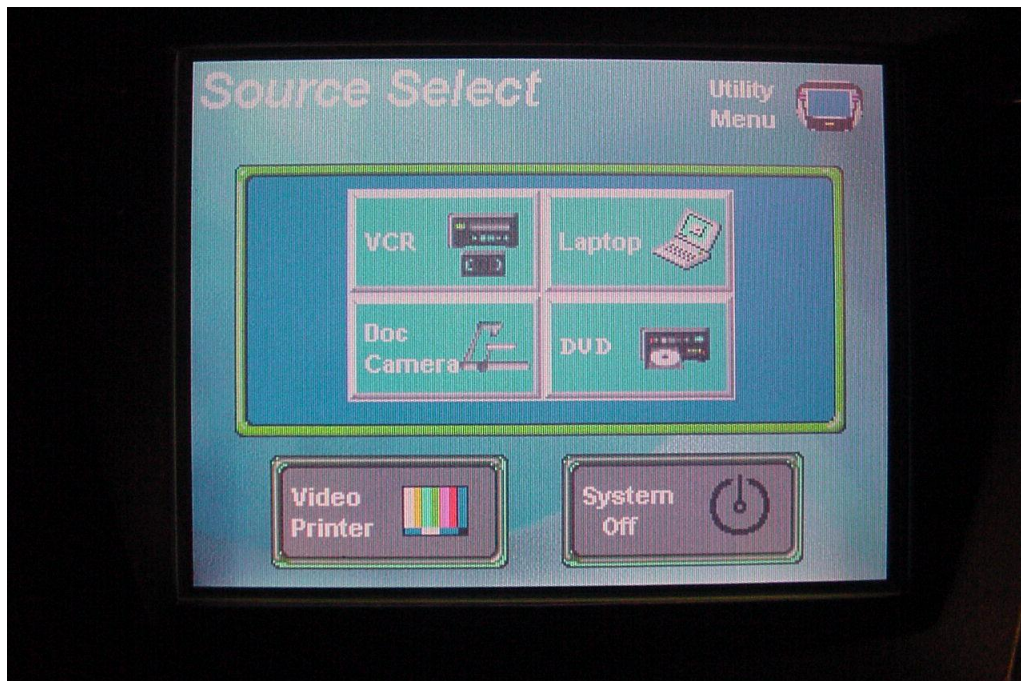 Source Select
Utility
Menu
VCR
Laptop
Doc
Camera
DVD
Video
Printer
System
Off